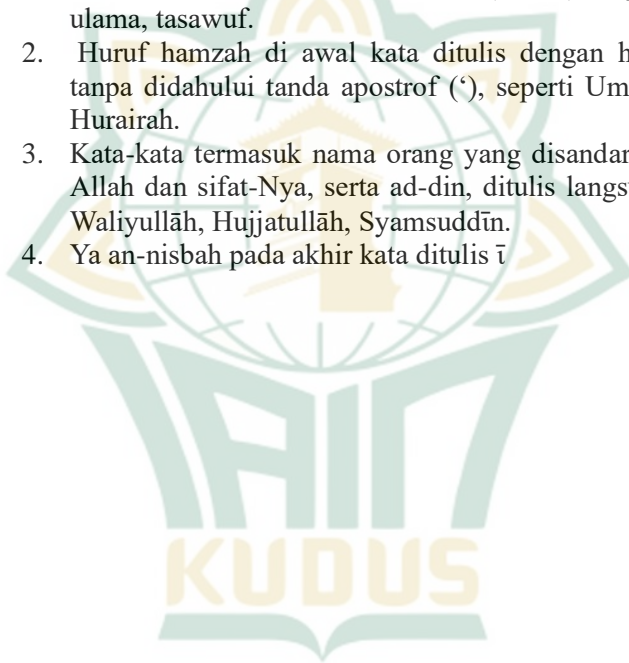 ulama, tasawuf.
2. Huruf hamzah di awal kata ditulis dengan
tanpa didahului tanda apostrof (‘), seperti
Hurairah.
3. Kata-kata termasuk nama orang yang
Allah dan sifat-Nya, serta ad-din, ditulis
Waliyullāh, Hujjatullāh, Syamsuddīn.
4. Ya an-nisbah pada akhir kata ditulis ī
IAIN
KUDUS